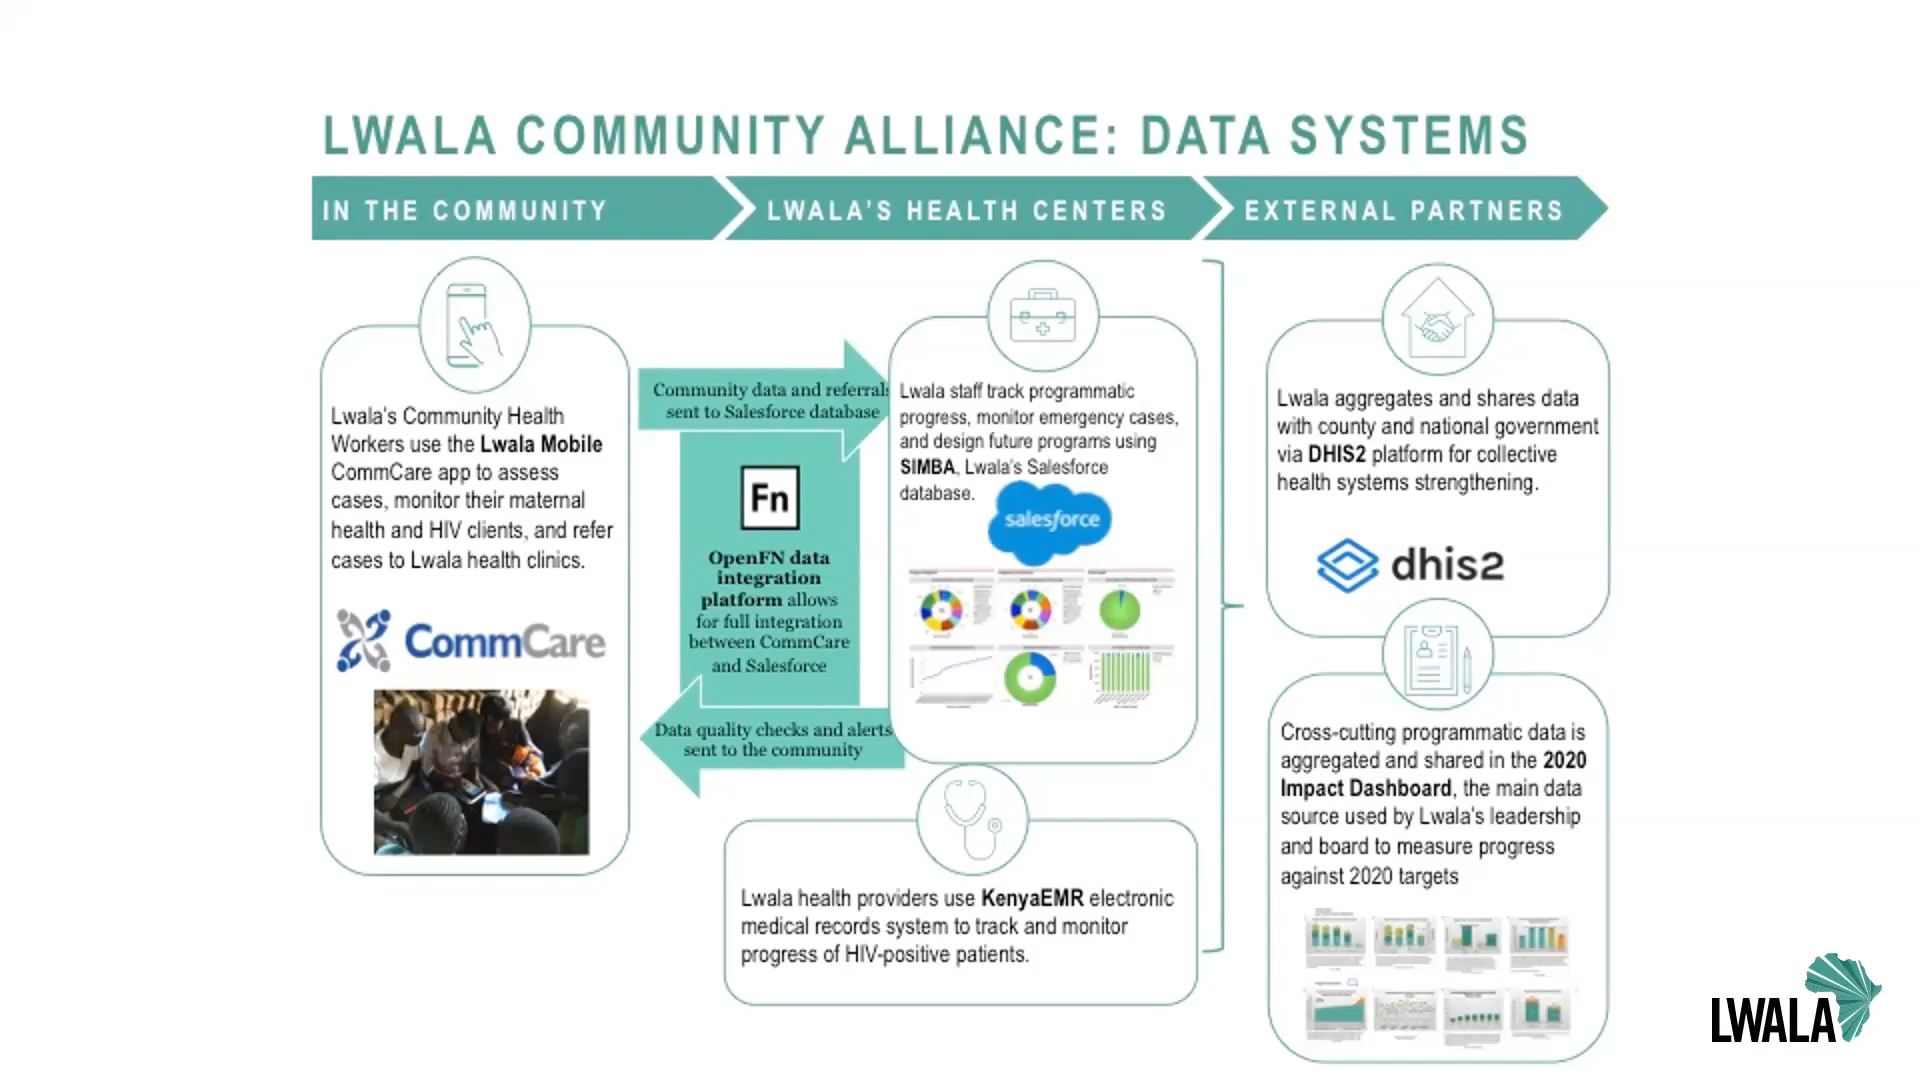 LWALA COMMUNITY ALLIANCE: DATA SYSTEMS
IN THE COMMUNITY
LWALA'S HEALTH CENTERS
EXTERNAL PARTNERS
Lwala's Community Health
Workers use the Lwala Mobile
CommCare app to assess
cases, monitor their maternal
health and HIV clients, and refer
cases to Lwala health clinics.
CommCare
Community data and referrals
sent to Salesforce database
Fn
OpenFN data
integration
platform allows
for full integration
between CommCare
and Salesforce
Data quality checks and alerts
sent to the community
Lwala staff track programmatic
progress, monitor emergency cases,
and design future programs using
SIMBA, Lwala's Salesforce
database.
salesforce
Lwala health providers use KenyaEMR electronic
medical records system to track and monitor
progress of HIV-positive patients.
Lwala aggregates and shares data
with county and national government
via DHIS2 platform for collective
health systems strengthening.
dhis2
Cross-cutting programmatic data is
aggregated and shared in the 2020
Impact Dashboard, the main data
source used by Lwala's leadership
and board to measure progress
against 2020 targets
LWALA